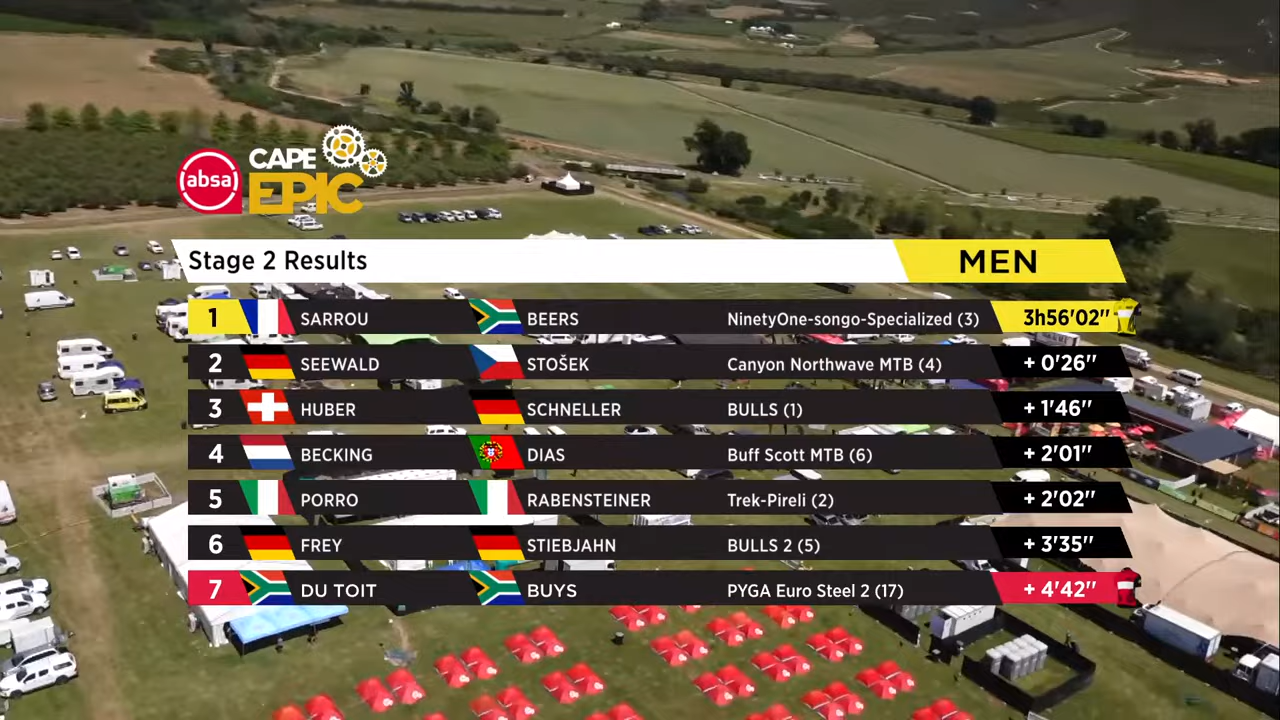 absa CAPE EPIC
Stage 2 Results MEN
1 SARROU BEERS NinetyOne-songo-Specialized (3) 3h56'02"
2 SEEWALD STOŠEK Canyon Northwave MTB (4) + 0'26"
3 HUBER SCHNELLER BULLS (1) + 1'46"
4 BECKING DIAS Buff Scott MTB (6) + 2'01"
5 PORRO RABENSTEINER Trek-Pireli (2) + 2'02"
6 FREY STIEBJAHN BULLS 2 (5) + 3'35"
7 DU TOIT BUYS PYGA Euro Steel 2 (17) + 4'42"